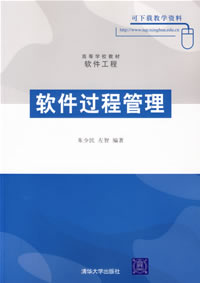 可下载教学资料
http://www.tup.tsinghua.edu.cn
高等学校教材
软件工程
软件过程管理
朱少民 左智 编著
清华大学出版社